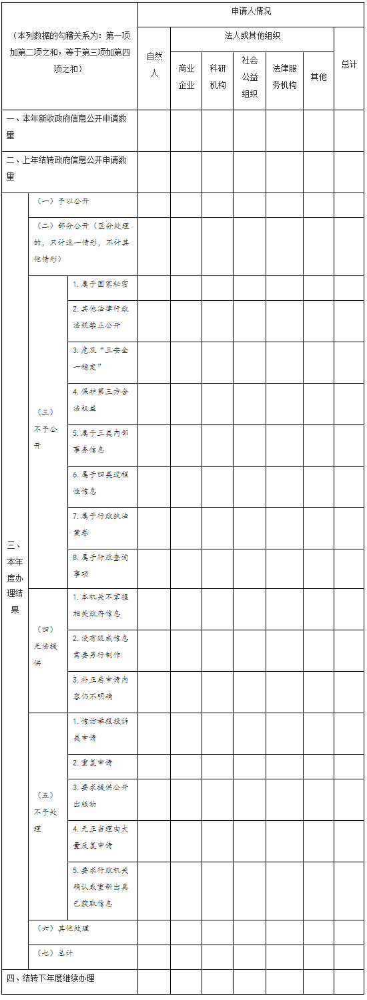 申请人情况
（本列数据的勾稽关系为：第一项
加第二项之和，等于第三项加第四
项之和）
自然
人
法人或其他组织
总计
商业
企业
科研
机构
社会
公益
组织
法律服
务机构
其他
一、本年新收政府信息公开申请数
量
二、上年结转政府信息公开申请数
量
三、
本年
度办
理结
果
（一）予以公开
（二）部分公开（区分处理
的，只计这一情形，不计其
他情形）
（三）
不予公
开
1.属于国家秘密
2.其他法律行政
法规禁止公开
3.危及“三安全
一稳定”
4.保护第三方合
法权益
5.属于三类内部
事务信息
6.属于四类过程
性信息
7.属于行政执法
案卷
8.属于行政查询
事项
（四）
无法提
供
1.本机关不掌握
相关政府信息
2.没有现成信息
需要另行制作
3.补正后申请内
容仍不明确
（五）
不予处
理
1.信访举报投诉
类申请
2.重复申请
3.要求提供公开
出版物
4.无正当理由大
量反复申请
5.要求行政机关
确认或重新出具
已获取信息
（六）其他处理
（七）总计
四、结转下年度继续办理